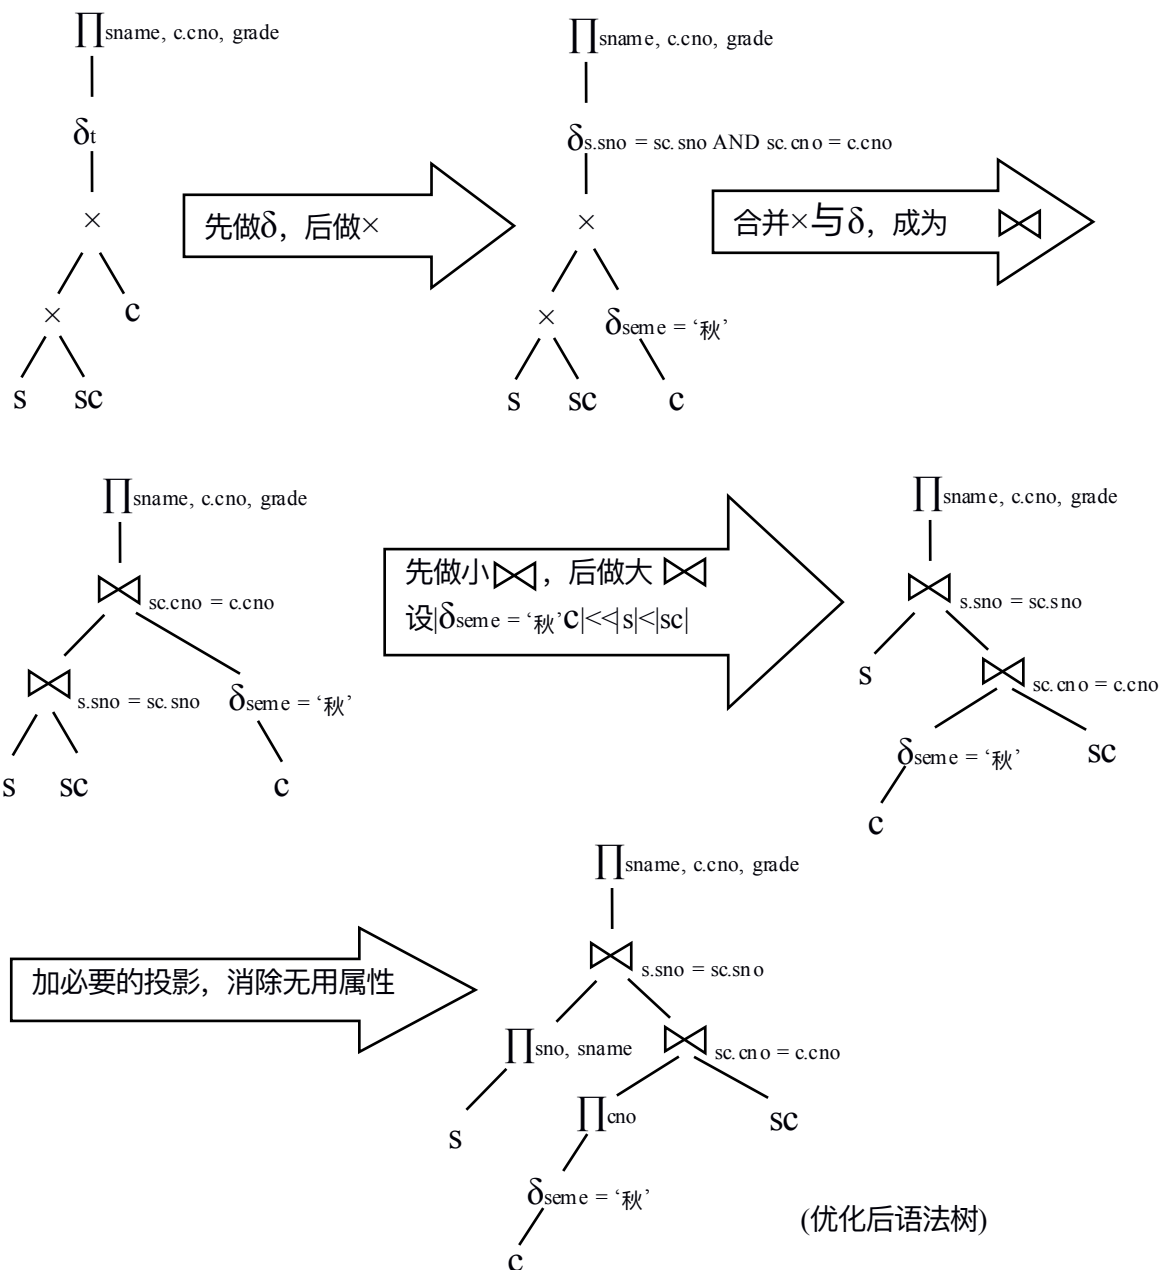 ∏sname, c.cno, grade
δt
×
×
c
s
sc
先做δ，后做×
∏sname, c.cno, grade
δs.sno = sc.sno AND sc.cno = c.cno
×
×
δseme = ‘秋’
s
sc
c
合并×与δ，成为 ⋈
∏sname, c.cno, grade
⋈ sc.cno = c.cno
⋈ s.sno = sc.sno
δseme = ‘秋’
s
sc
c
先做小⋈，后做大⋈
设|δseme = ‘秋’c|<<|s|<|sc|
∏sname, c.cno, grade
⋈ s.sno = sc.sno
s
⋈ sc.cno = c.cno
δseme = ‘秋’
sc
c
加必要的投影，消除无用属性
∏sname, c.cno, grade
⋈ s.sno = sc.sno
∏sno, sname
⋈ sc.cno = c.cno
s
∏cno
sc
δseme = ‘秋’
c
(优化后语法树)